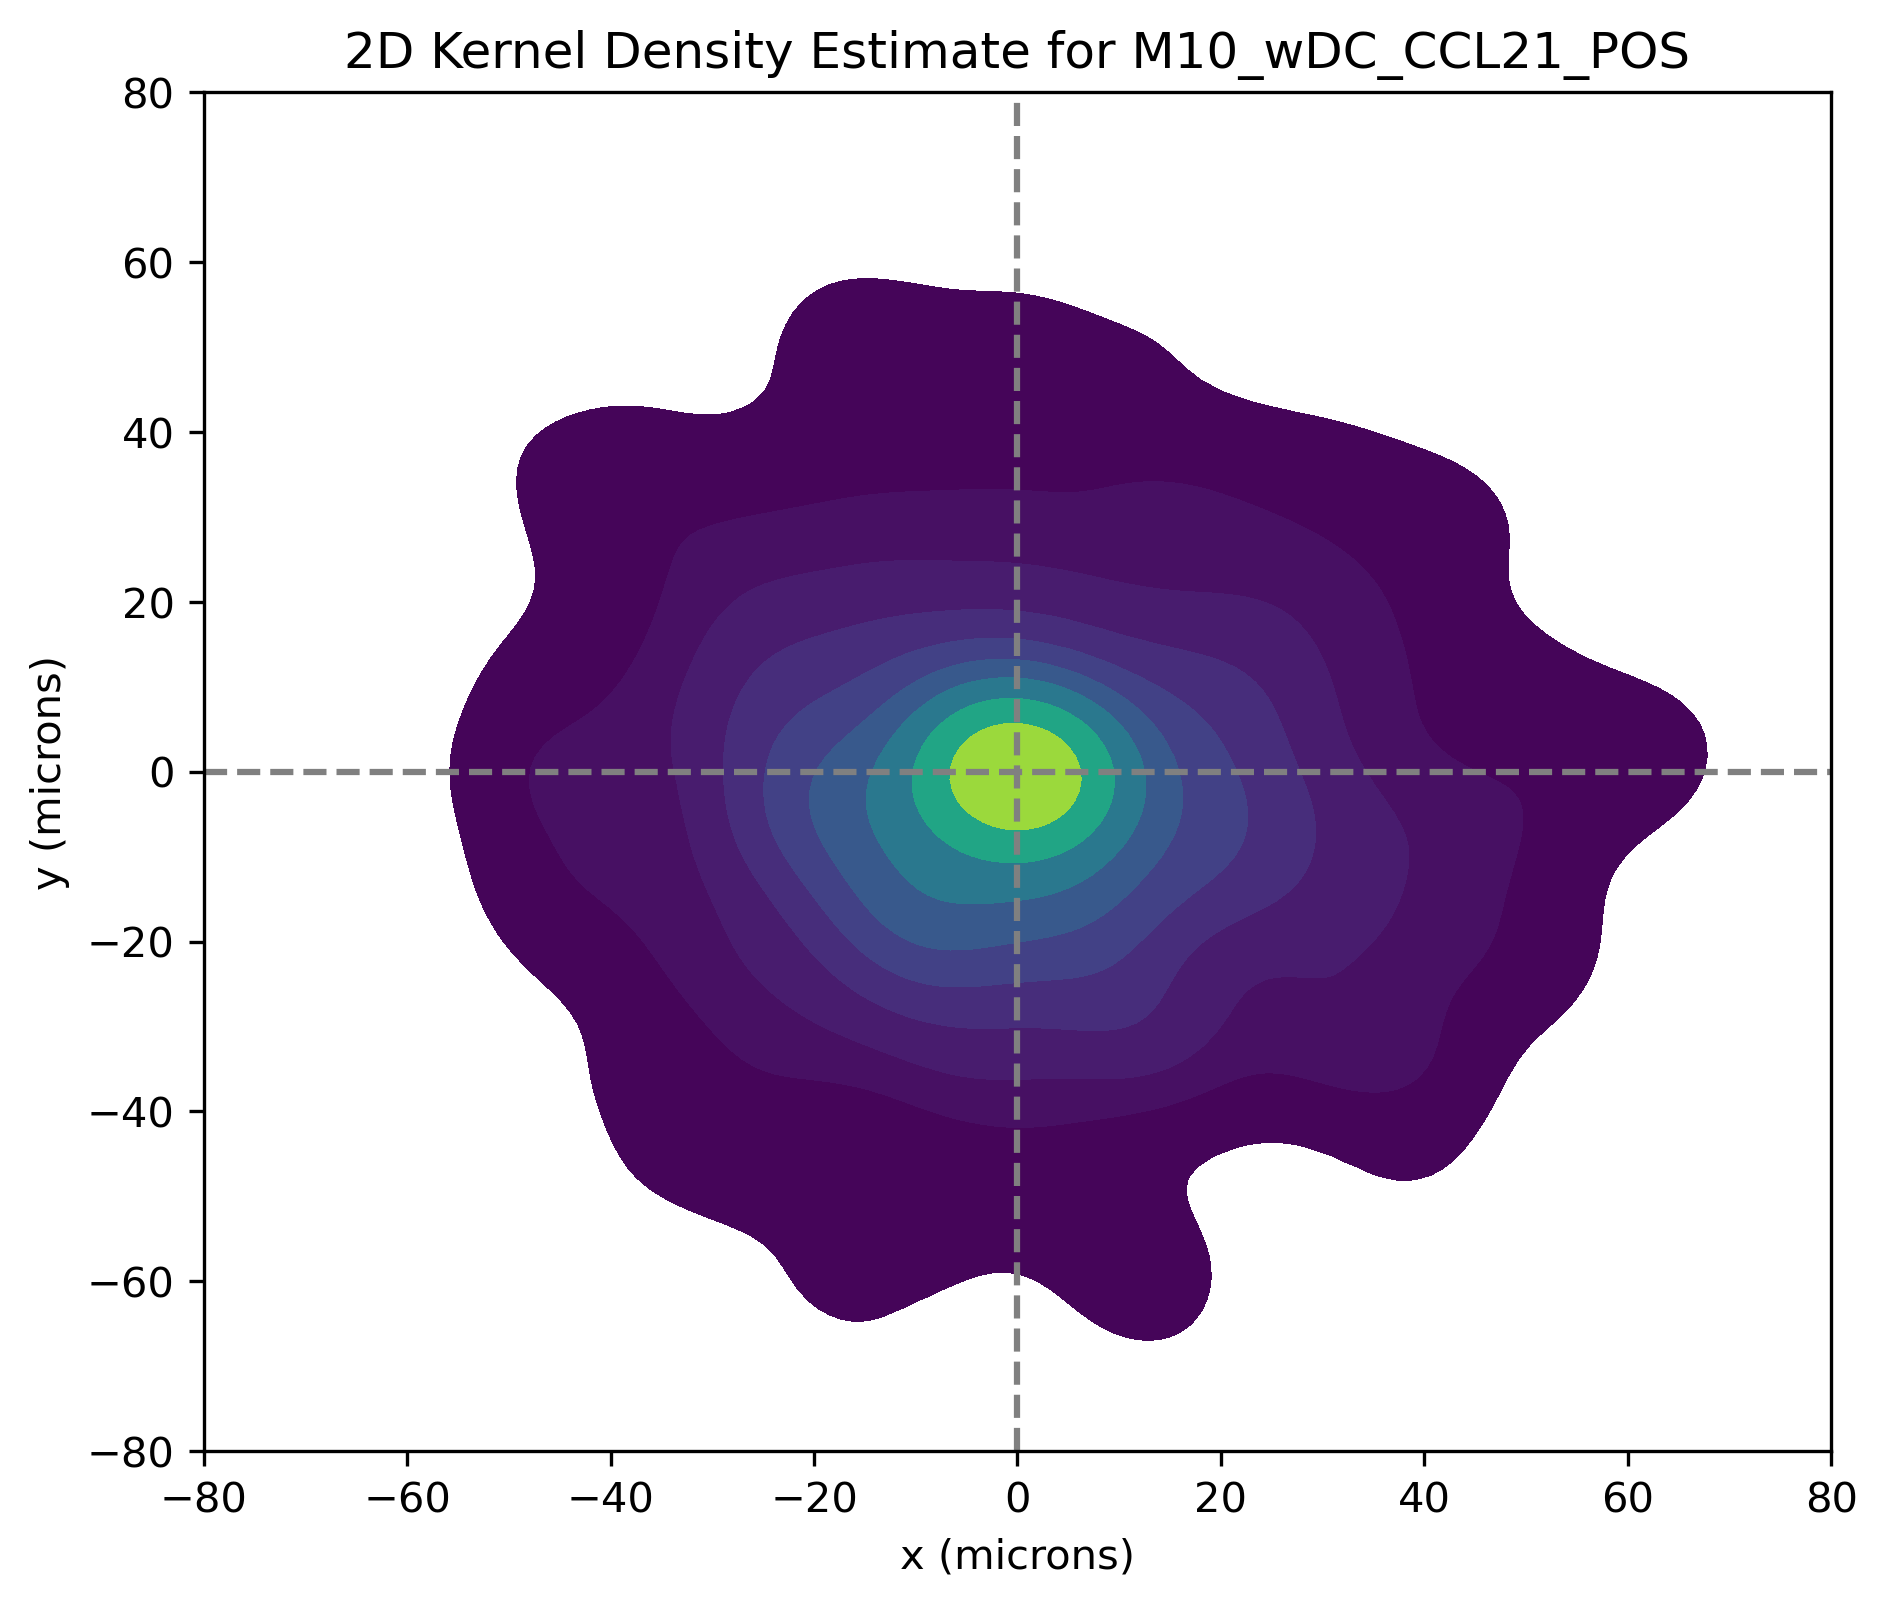 2D Kernel Density Estimate for M10_wDC_CCL21_POS
80
60
40
20
0
−20
−40
−60
−80
y (microns)
−80 −60 −40 −20 0 20 40 60 80
x (microns)